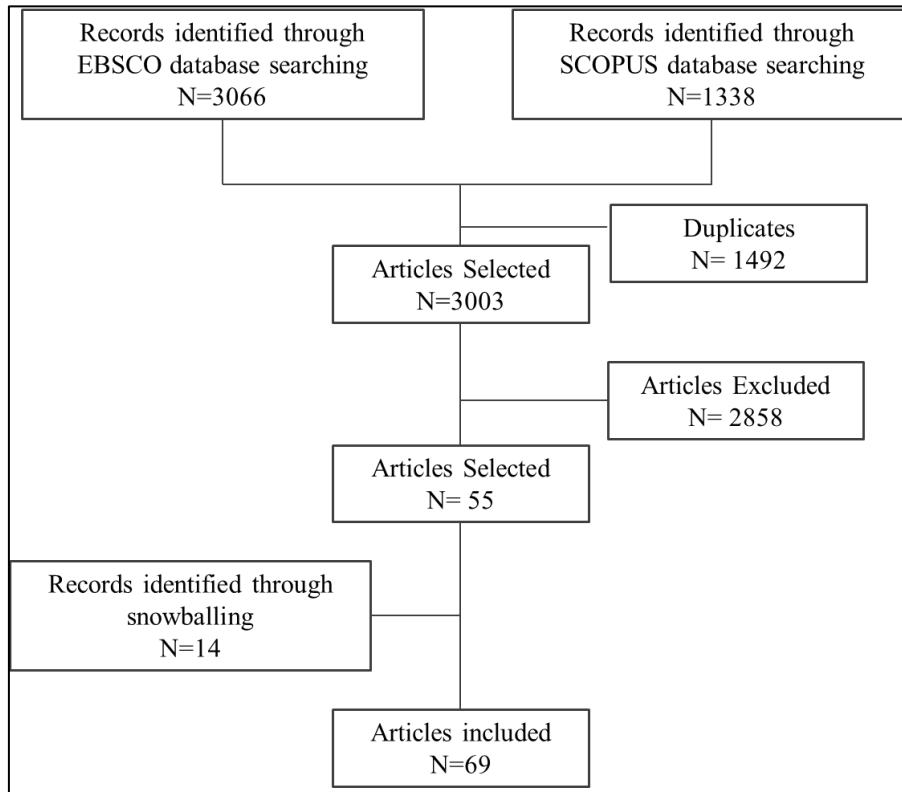 Records identified through
EBSCO database searching
N=3066
Records identified through
SCOPUS database searching
N=1338
Duplicates
N= 1492
Articles Selected
N=3003
Articles Excluded
N= 2858
Articles Selected
N= 55
Records identified through
snowballing
N=14
Articles included
N=69